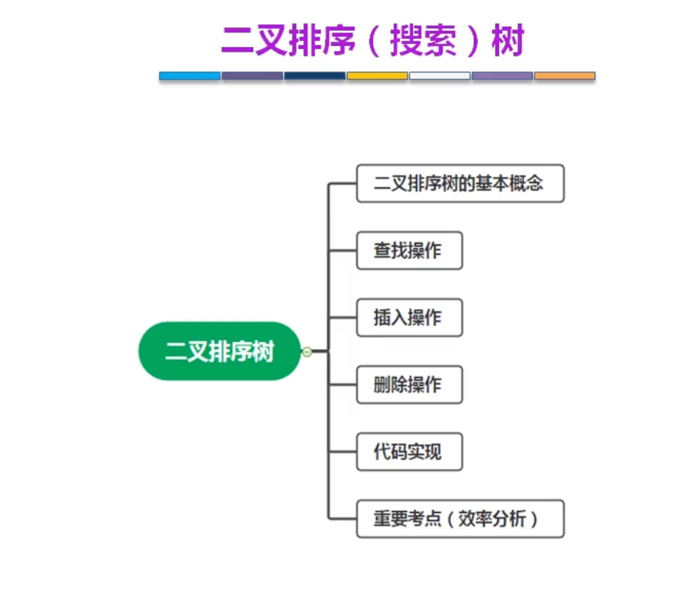 二叉排序（搜索）树
二叉排序树的基本概念
查找操作
插入操作
二叉排序树
删除操作
代码实现
重要考点（效率分析）